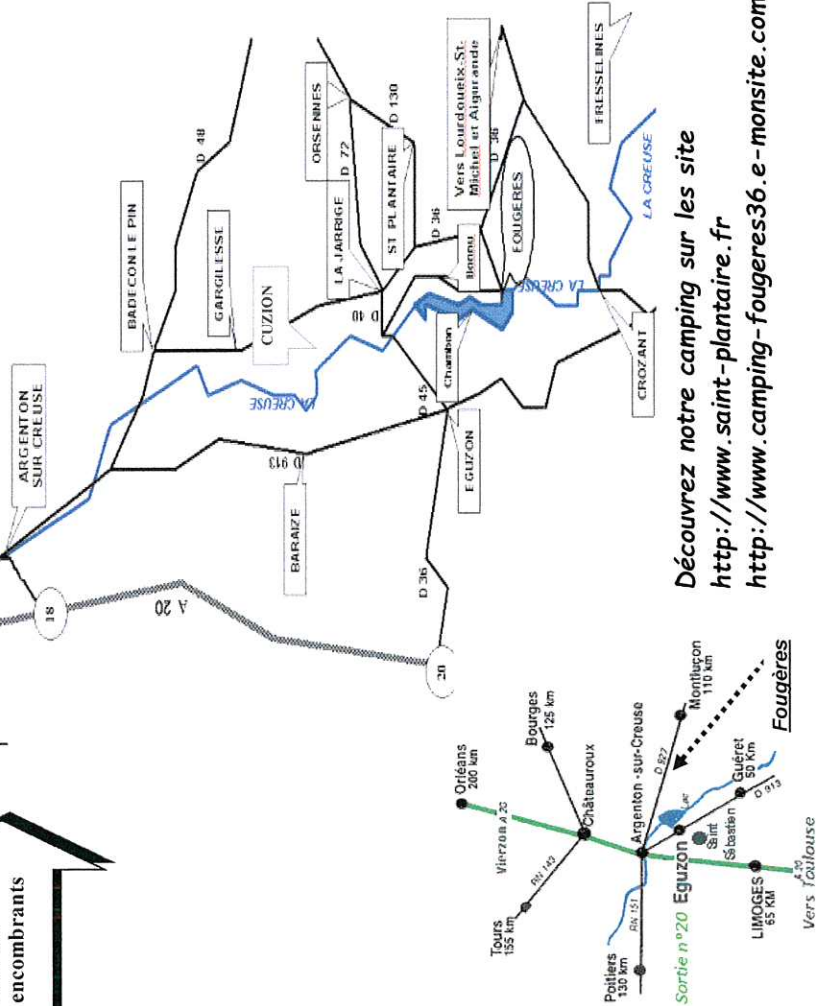 encombrants
ARGENTON
SUR CREUSE
18
A 20
BADECON LE PIN
D 48
GARGILESSE
CUZION
LA CREUSE
D 913
BARAIZE
ORSENNES
D 72
D 130
LA JARRIGE
ST PLANTAIRE
D 40
D 36
Bonnu
Vers Lourdoueix-St-
Michel et Aigurande
D 36
FOUGERES
Chambon
LA CREUSE
D 45
EGUZON
D 36
20
CROZANT
FRESSELINES
LA CREUSE
Découvrez notre camping sur les site
http://www.saint-plantaire.fr
http://www.camping-fougeres36.e-monsite.com
Orléans
200 km
Vierzon A 20
Bourges
125 km
Tours
155 km
RN 143
Châteauroux
Argenton-sur-Creuse
Poitiers
130 km
RN 151
D 927
Montluçon
110 km
Lac
Sortie n°20 Eguzon
Saint
Sébastien
Guéret
50 Km
D 913
Fougères
LIMOGES
65 KM
A 20
Vers Toulouse